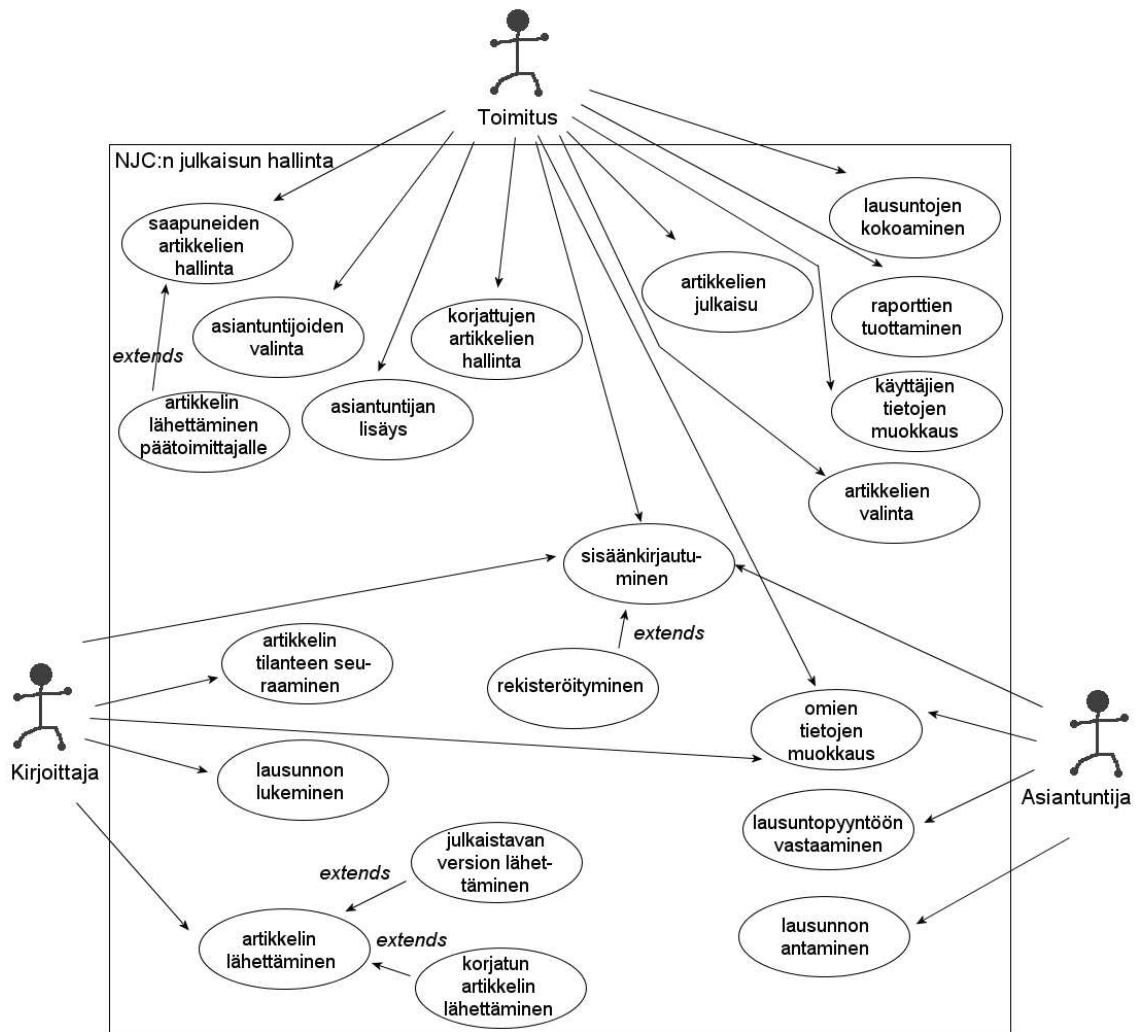 Toimitus
NJC:n julkaisun hallinta
saapuneiden
artikkelien
hallinta
lausuntojen
kokoaminen
artikkelien
julkaisu
asiantuntijoiden
valinta
korjattujen
artikkelien
hallinta
raporttien
tuottaminen
extends
artikkelin
lähettäminen
päätoimittajalle
asiantuntijan
lisäys
käyttäjien
tietojen
muokkaus
artikkelien
valinta
sisäänkirjautu-
minen
extends
artikkelin
tilanteen seu-
raaminen
rekisteröityminen
omien
tietojen
muokkaus
Kirjoittaja
lausunnon
lukeminen
Asiantuntija
lausuntopyyntöön
vastaaminen
julkaistavan
version lähet-
täminen
extends
artikkelin
lähettäminen
extends
korjatun
artikkelin
lähettäminen
lausunnon
antaminen